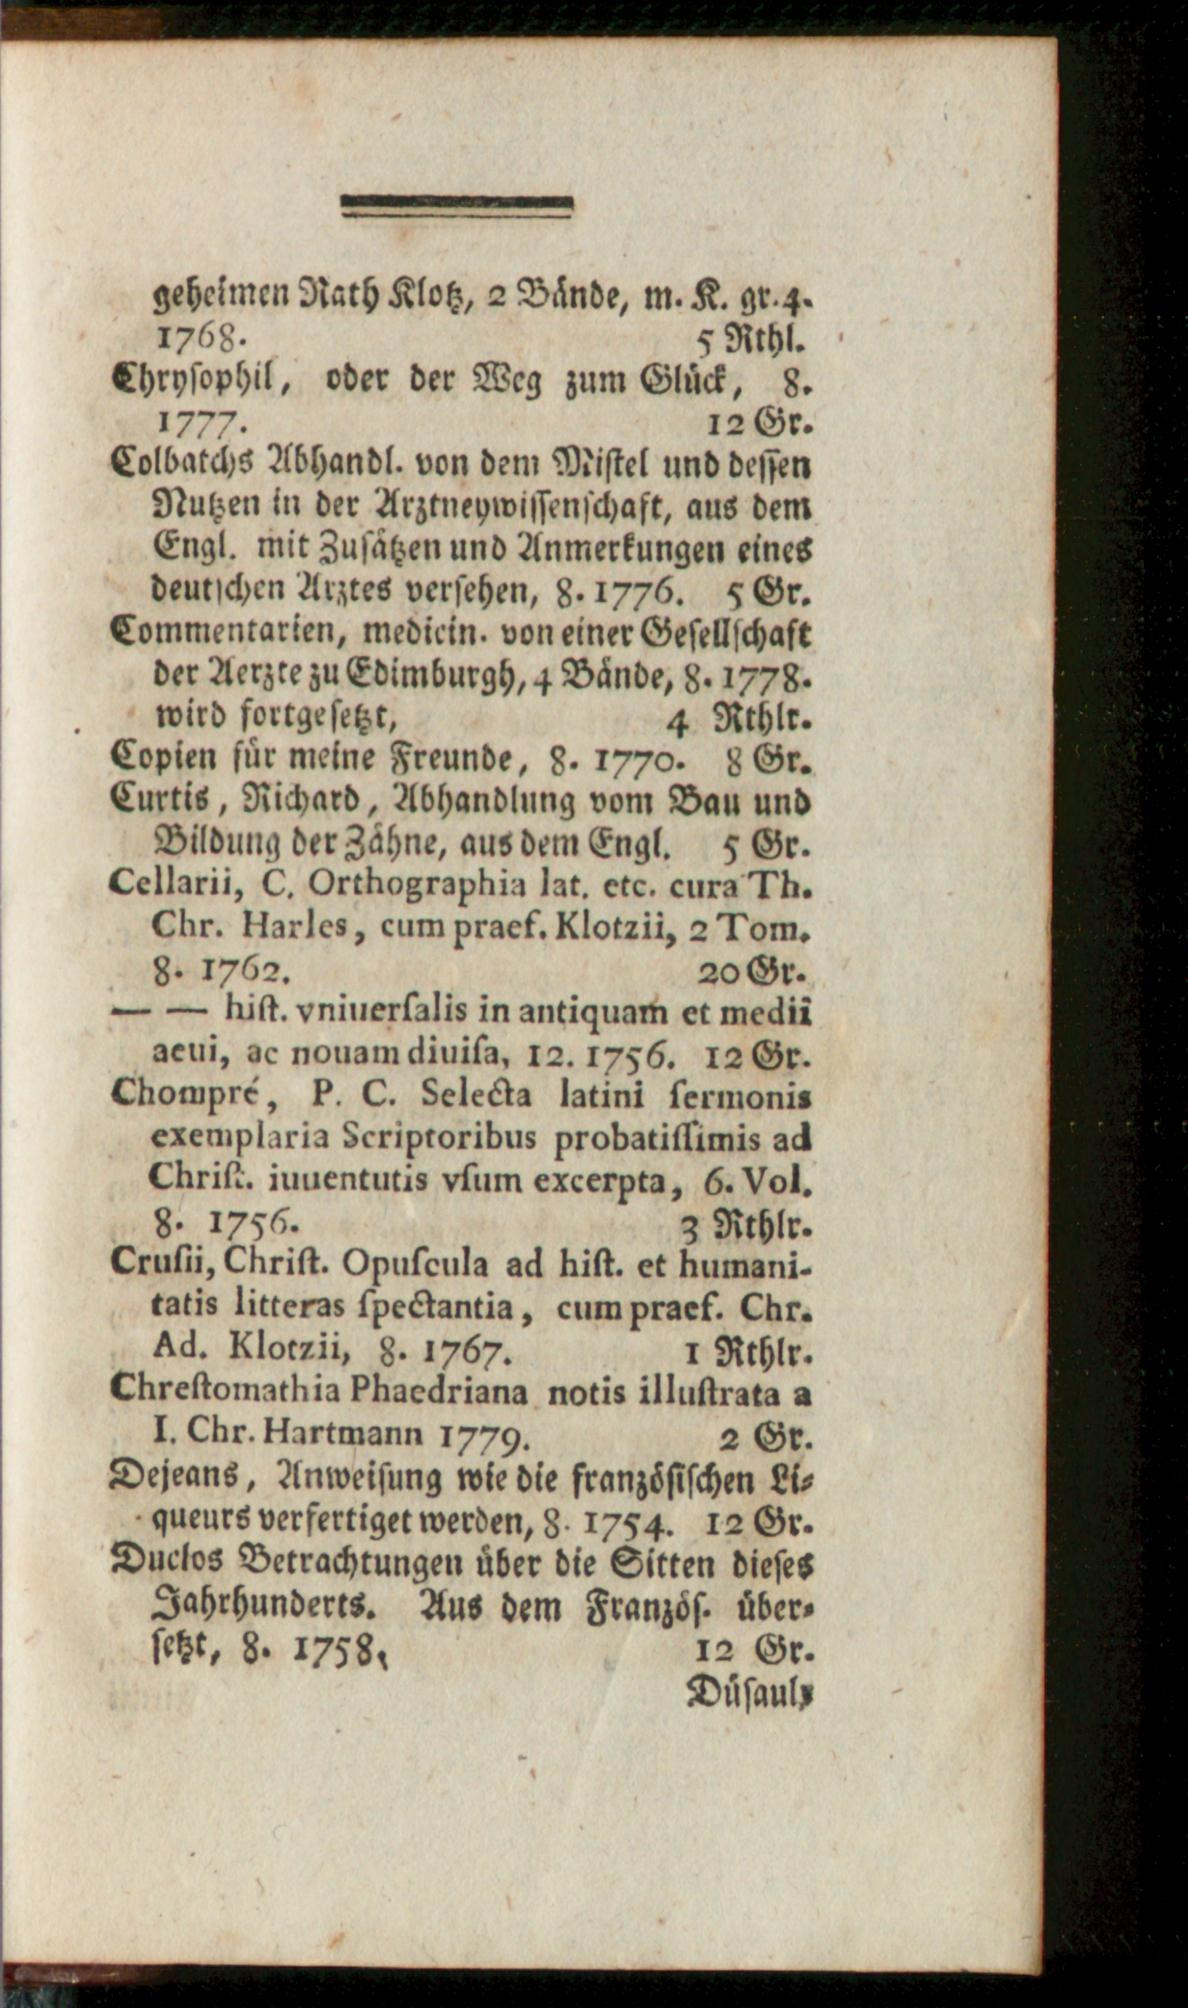 geheimen Rath Klotz, 2 Bände, m. K. gr. 4.
1768. 5 Rthl.
Chrysophil, oder der Weg zum Glück, 8.
1777. 12 Gr.
Colbatchs Abhandl. von dem Mistel und dessen
Nutzen in der Arztneywissenschaft, aus dem
Engl. mit Zusätzen und Anmerkungen eines
deutschen Arztes versehen, 8. 1776. 5 Gr.
Commentarien, medicin. von einer Gesellschaft
der Aerzte zu Edimburgh, 4 Bände, 8. 1778.
wird fortgesetzt, 4 Rthlr.
Copien für meine Freunde, 8. 1770. 8 Gr.
Curtis, Richard, Abhandlung vom Bau und
Bildung der Zähne, aus dem Engl. 5 Gr.
Cellarii, C. Orthographia lat. etc. cura Th.
Chr. Harles, cum praef. Klotzii, 2 Tom.
8. 1762. 20 Gr.
— — hiſt. vniuerſalis in antiquam et medii
aeui, ac nouam diuiſa, 12. 1756. 12 Gr.
Chompré, P. C. Selecta latini ſermonis
exemplaria Scriptoribus probatiſſimis ad
Chriſt. iuuentutis vſum excerpta, 6. Vol.
8. 1756. 3 Rthlr.
Cruſii, Chriſt. Opuſcula ad hiſt. et humani-
tatis litteras ſpectantia, cum praef. Chr.
Ad. Klotzii, 8. 1767. 1 Rthlr.
Chreſtomathia Phaedriana notis illuſtrata a
I. Chr. Hartmann 1779. 2 Gr.
Dejeans, Anweisung wie die französischen Li-
queurs verfertiget werden, 8. 1754. 12 Gr.
Duclos Betrachtungen über die Sitten dieses
Jahrhunderts. Aus dem Französ. über-
setzt, 8. 1758. 12 Gr.
Düsaul-